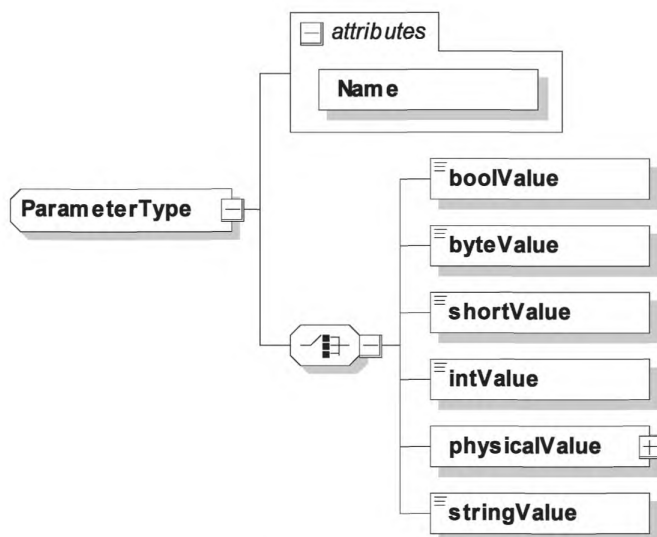 attributes
Name
ParameterType
boolValue
byteValue
shortValue
intValue
physicalValue
stringValue